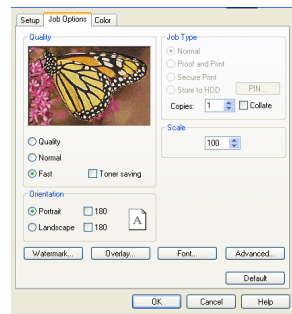 Setup Job Options Color
Quality
Quality
Normal
Fast Toner saving
Orientation
Portrait 180
Landscape 180
A
Job Type
Normal
Proof and Print
Secure Print
Store to HDD PIN...
Copies: 1 Collate
Scale
100
Watermark... Overlay... Font... Advanced...
Default
OK Cancel Help